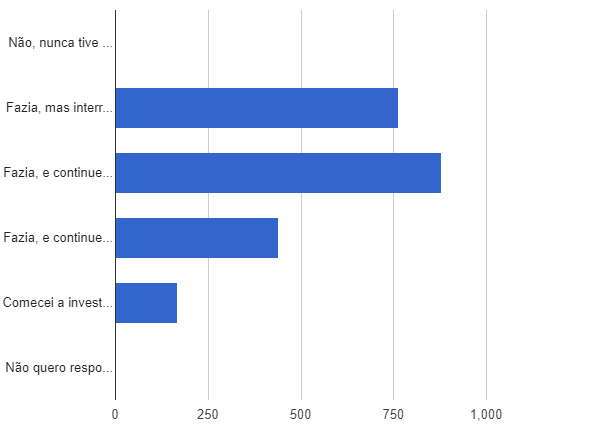 Não, nunca tive ...
Fazia, mas interr...
Fazia, e continue...
Fazia, e continue...
Comecei a invest...
Não quero respo...
0 250 500 750 1,000